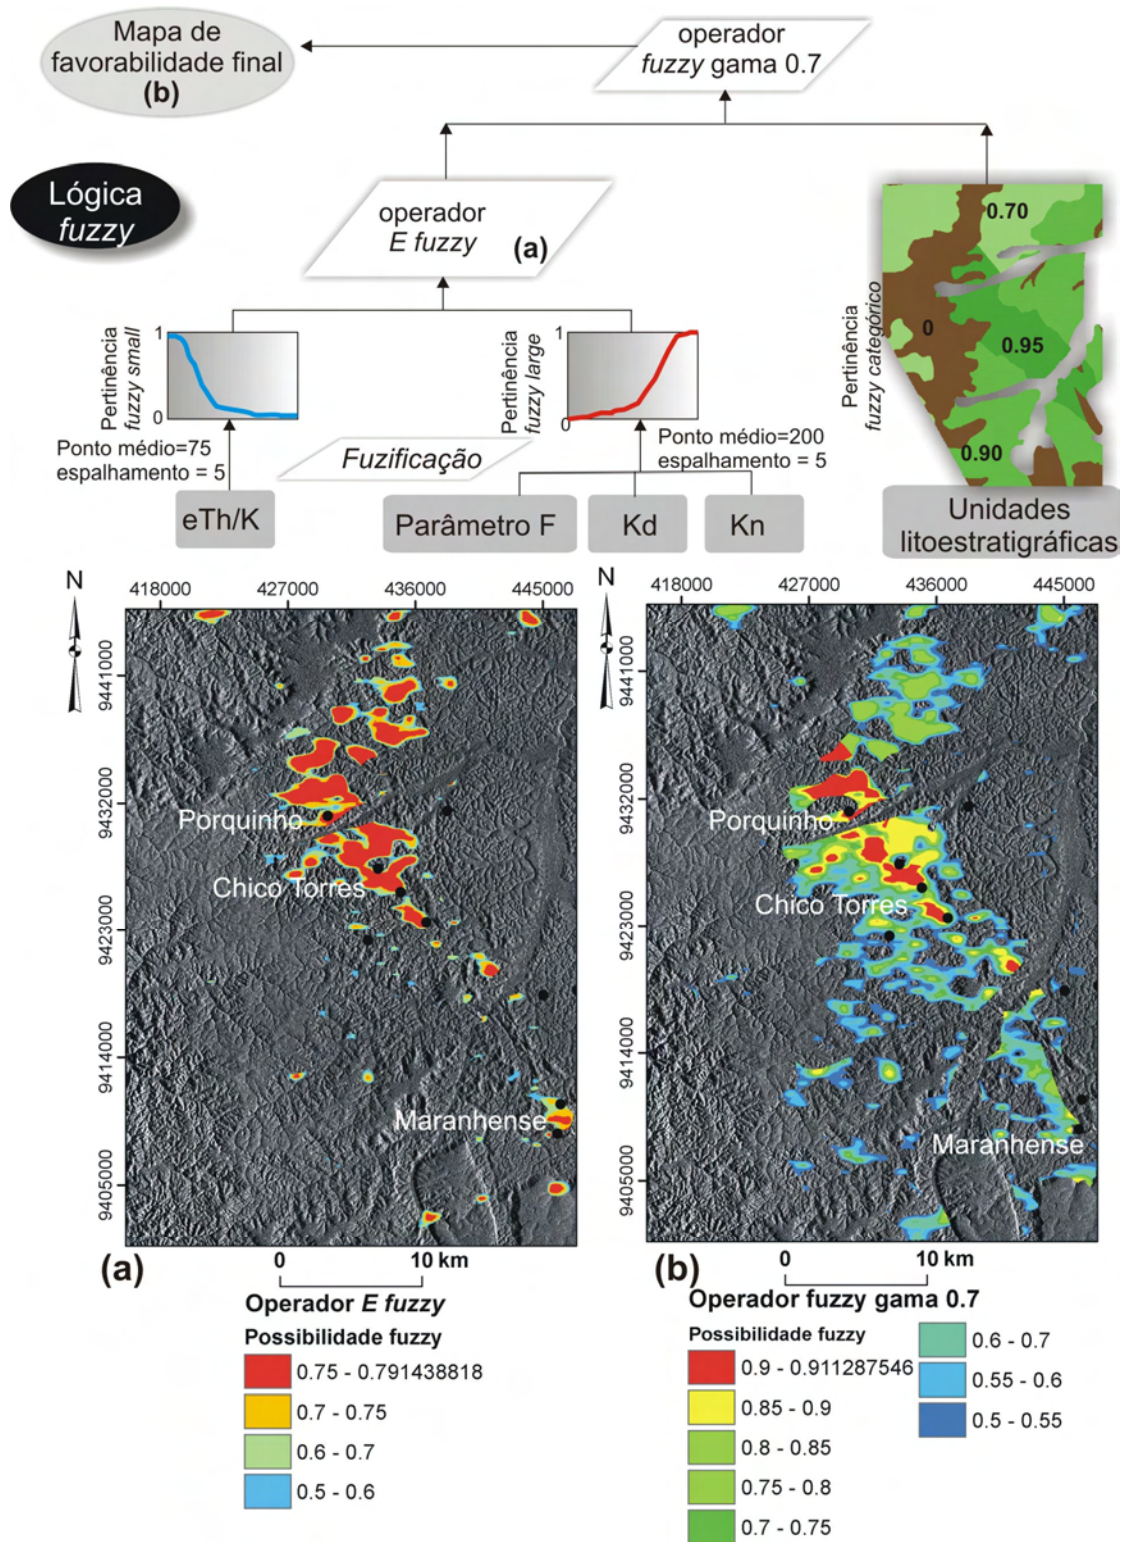 Mapa de
favorabilidade final
(b)
operador
fuzzy gama 0.7
Lógica
fuzzy
operador
E fuzzy
(a)
0.70
0
0.95
0.90
Pertinência
fuzzy categórico
Pertinência
fuzzy small
1
0
Pertinência
fuzzy large
1
0
Ponto médio=75
espalhamento = 5
Fuzificação
Ponto médio=200
espalhamento = 5
eTh/K
Parâmetro F
Kd
Kn
Unidades
litoestratigráficas
N
418000
427000
436000
445000
9441000
9432000
9423000
9414000
9405000
Porquinho
Chico Torres
Maranhense
(a)
0
10 km
Operador E fuzzy
Possibilidade fuzzy
0.75 - 0.791438818
0.7 - 0.75
0.6 - 0.7
0.5 - 0.6
N
418000
427000
436000
445000
9441000
9432000
9423000
9414000
9405000
Porquinho
Chico Torres
Maranhense
(b)
0
10 km
Operador fuzzy gama 0.7
Possibilidade fuzzy
0.9 - 0.911287546
0.85 - 0.9
0.8 - 0.85
0.75 - 0.8
0.7 - 0.75
0.6 - 0.7
0.55 - 0.6
0.5 - 0.55